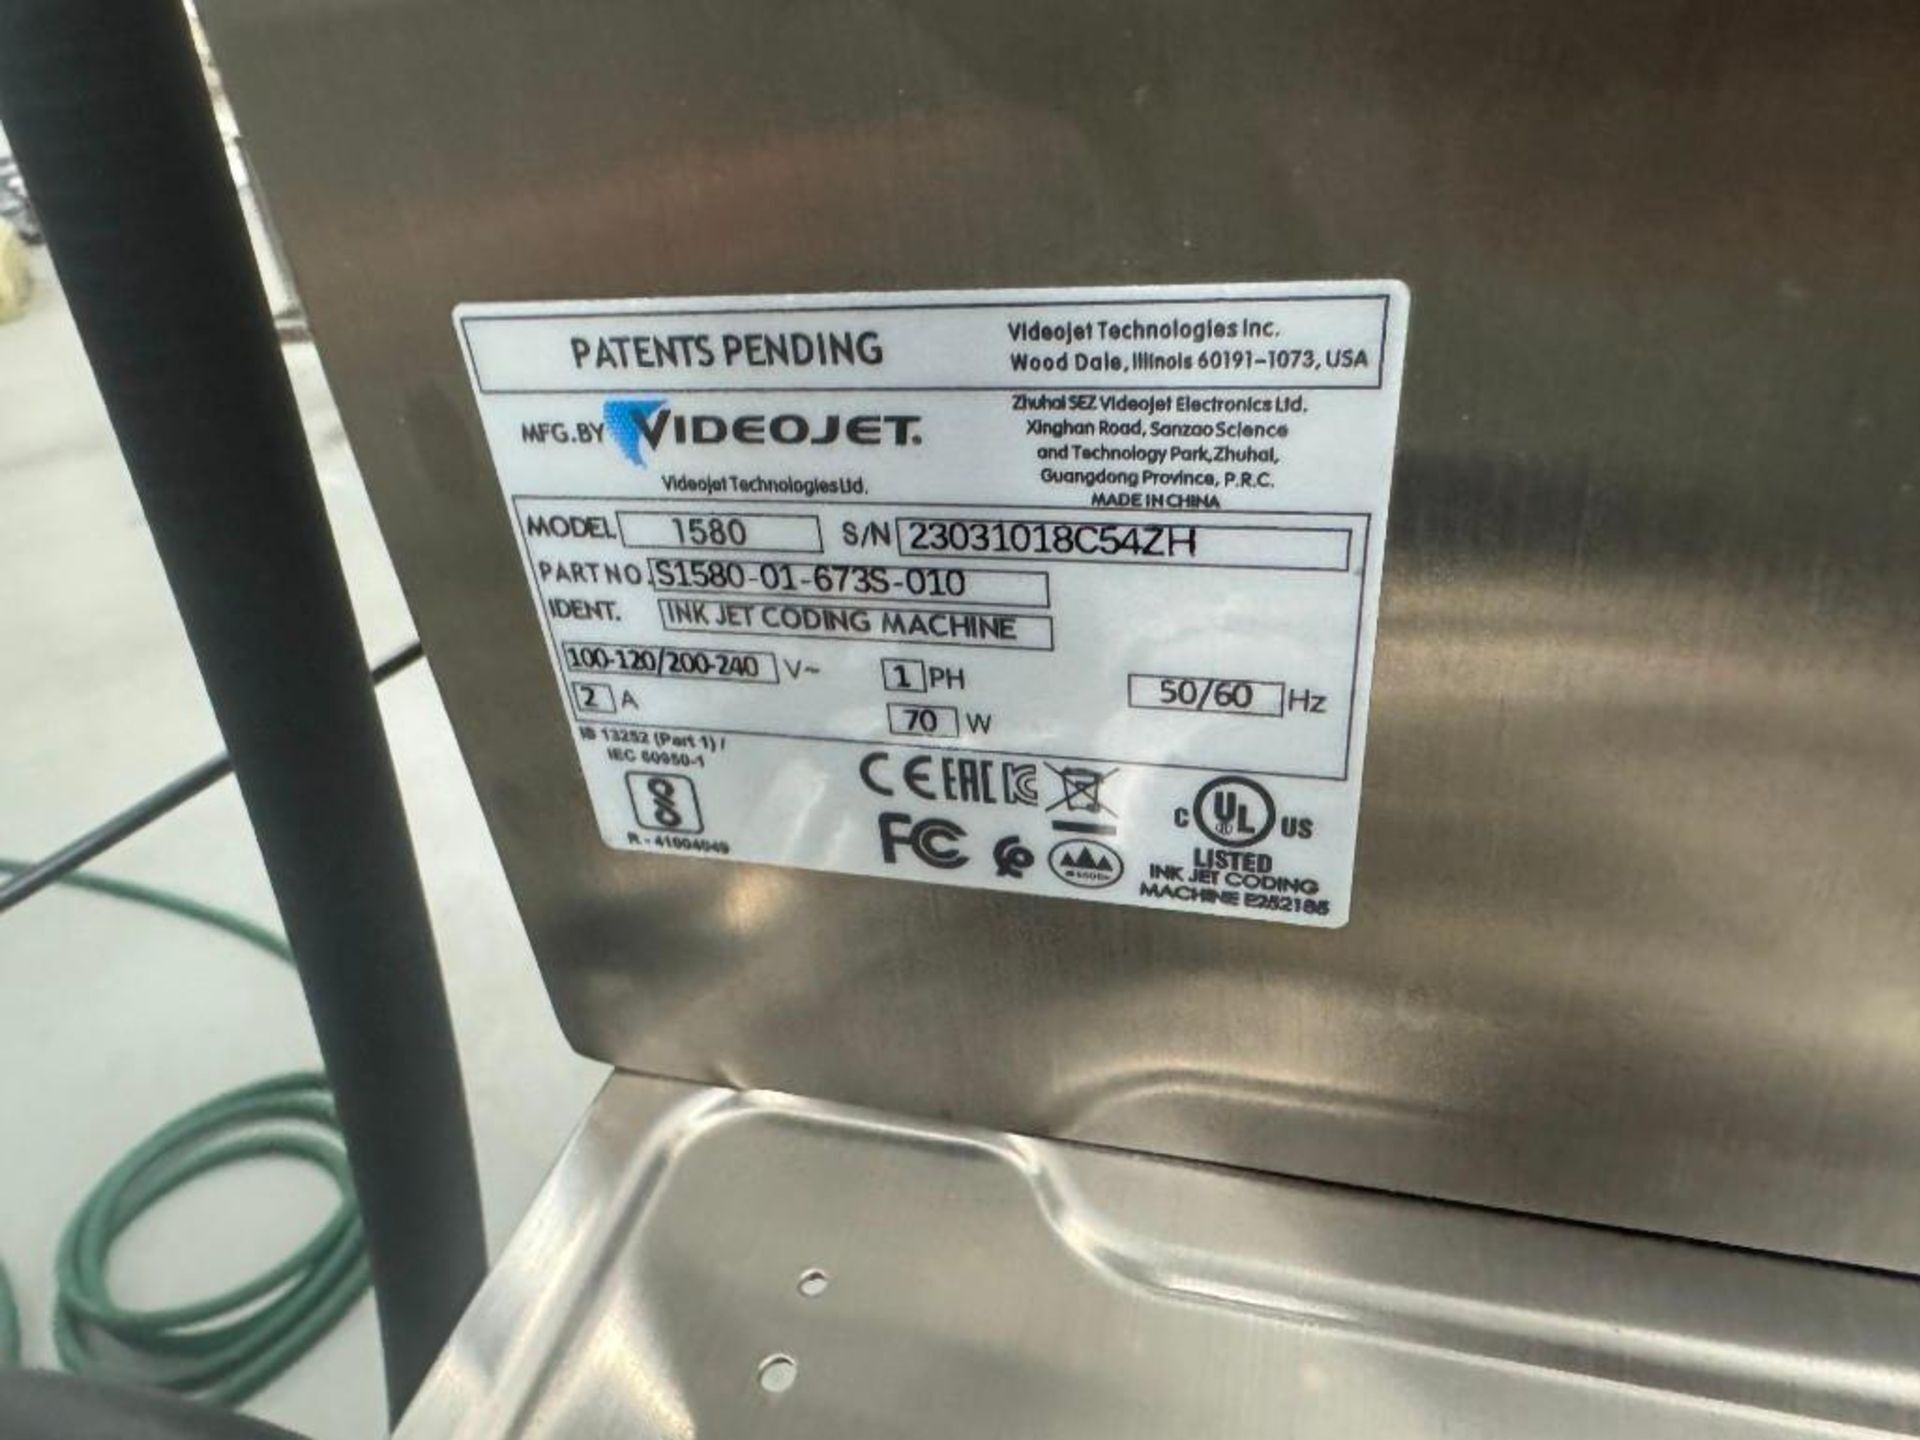 PATENTS PENDING
Videojet Technologies Inc.
Wood Dale, Illinois 60191-1073, USA
MFG.BY VIDEOJET.
Videojet Technologies Ltd.
Zhuhai SEZ Videojet Electronics Ltd.
Xinghan Road, Sanzao Science
and Technology Park, Zhuhai,
Guangdong Province, P.R.C.
MADE IN CHINA
MODEL 1580 S/N 23031018C54ZH
PART NO. S1580-01-673S-010
IDENT. INK JET CODING MACHINE
100-120/200-240 V~ 1 PH 50/60 Hz
2 A 70 W
IS 13252 (Part 1) /
IEC 60950-1
R - 41004049
CE EAC
FC
C UL US
LISTED
INK JET CODING
MACHINE E252185